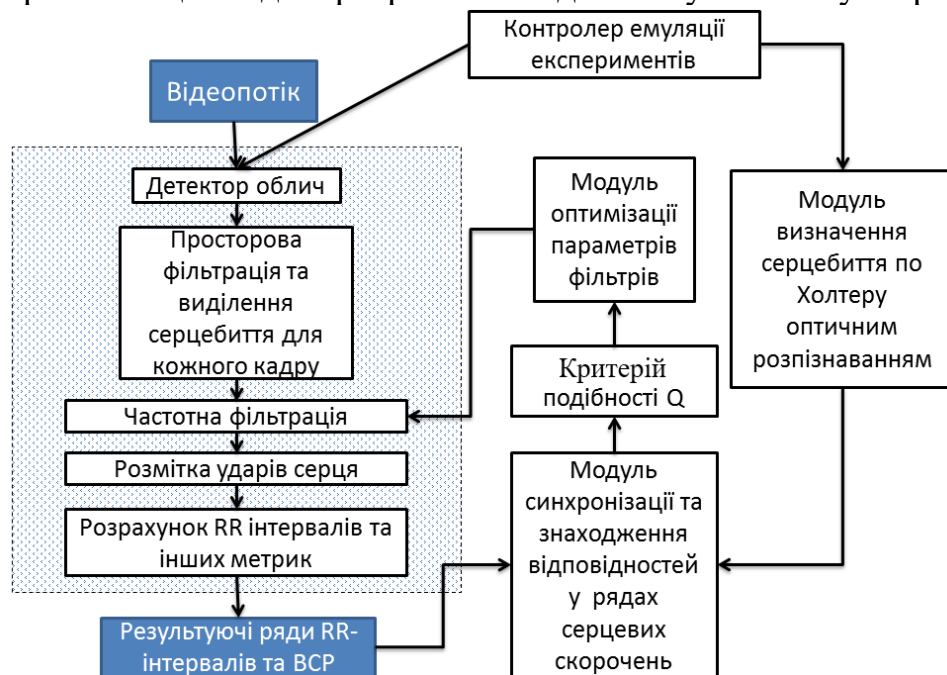 Контролер емуляції
експериментів
Відеопотік
Детектор облич
Просторова
фільтрація та
виділення
серцебиття для
кожного кадру
Частотна фільтрація
Розмітка ударів серця
Розрахунок RR інтервалів та
інших метрик
Результуючі ряди RR-
інтервалів та ВСР
Модуль
оптимізації
параметрів
фільтрів
Критерій
подібності Q
Модуль
синхронізації та
знаходження
відповідностей
у рядах
серцевих
скорочень
Модуль
визначення
серцебиття по
Холтеру
оптичним
розпізнаванням